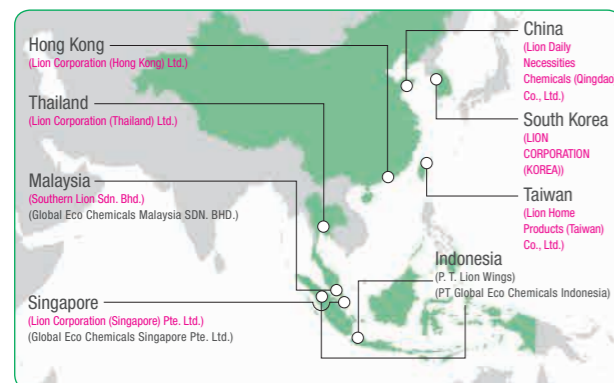 Hong Kong
(Lion Corporation (Hong Kong) Ltd.)
Thailand
(Lion Corporation (Thailand) Ltd.)
Malaysia
(Southern Lion Sdn. Bhd.)
(Global Eco Chemicals Malaysia SDN. BHD.)
Singapore
(Lion Corporation (Singapore) Pte. Ltd.)
(Global Eco Chemicals Singapore Pte. Ltd.)
China
(Lion Daily
Necessities
Chemicals (Qingdao)
Co., Ltd.)
South Korea
(LION
CORPORATION
(KOREA))
Taiwan
(Lion Home
Products (Taiwan)
Co., Ltd.)
Indonesia
(P. T. Lion Wings)
(PT Global Eco Chemicals Indonesia)